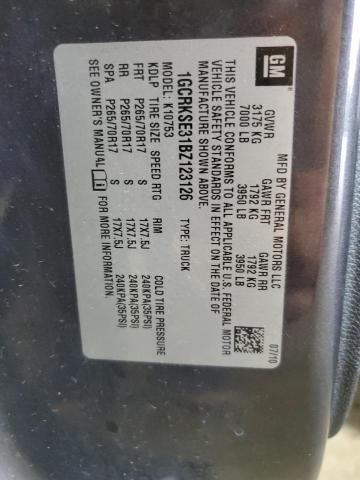 GM
MFD BY GENERAL MOTORS LLC
GVWR GAWR FRT GAWR RR
3175 KG 1792 KG 1792 KG
7000 LB 3950 LB 3950 LB
07/10
THIS VEHICLE CONFORMS TO ALL APPLICABLE U.S. FEDERAL MOTOR
VEHICLE SAFETY STANDARDS IN EFFECT ON THE DATE OF
MANUFACTURE SHOWN ABOVE.
1GCRKSE31BZ123126 TYPE: TRUCK
MODEL: K10753
KDLP TIRE SIZE SPEED RTG RIM COLD TIRE PRESSURE
FRT P265/70R17 S 17X7.5J 240KPA(35PSI)
RR P265/70R17 S 17X7.5J 240KPA(35PSI)
SPA P265/70R17 S 17X7.5J 240KPA(35PSI)
SEE OWNER'S MANUAL FOR MORE INFORMATION.